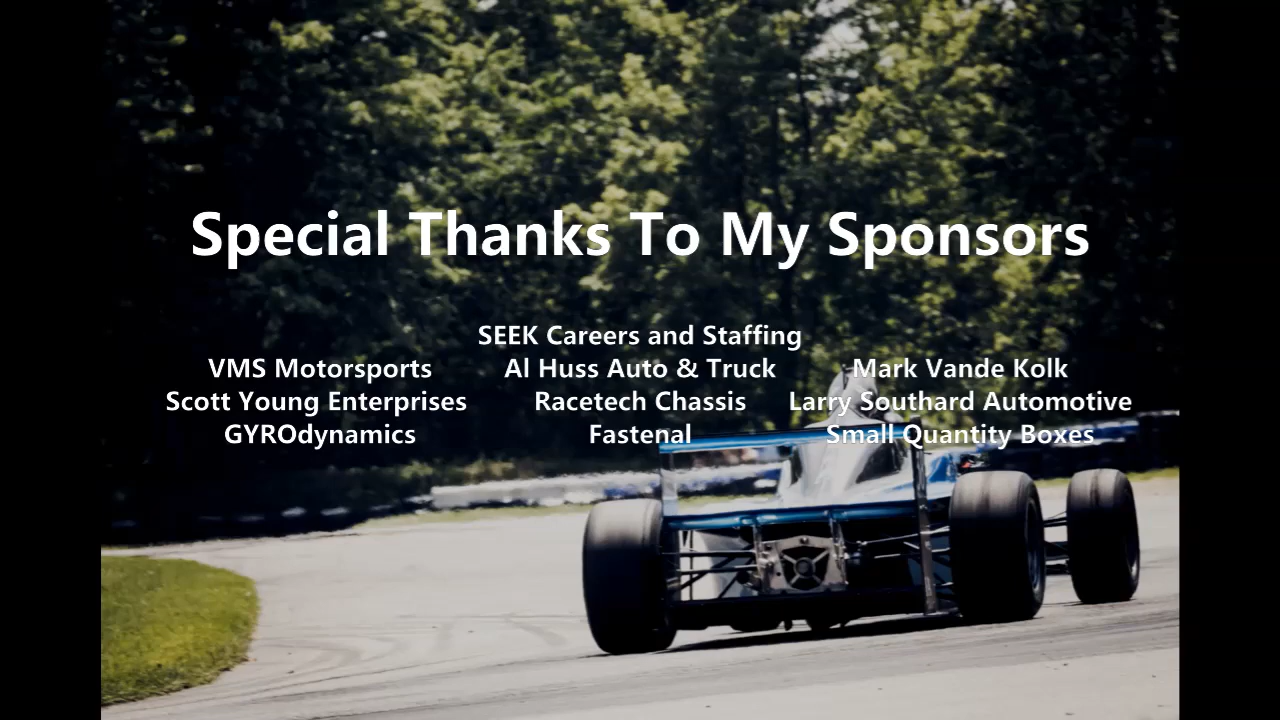 Special Thanks To My Sponsors
SEEK Careers and Staffing
VMS Motorsports Al Huss Auto & Truck Mark Vande Kolk
Scott Young Enterprises Racetech Chassis Larry Southard Automotive
GYROdynamics Fastenal Small Quantity Boxes